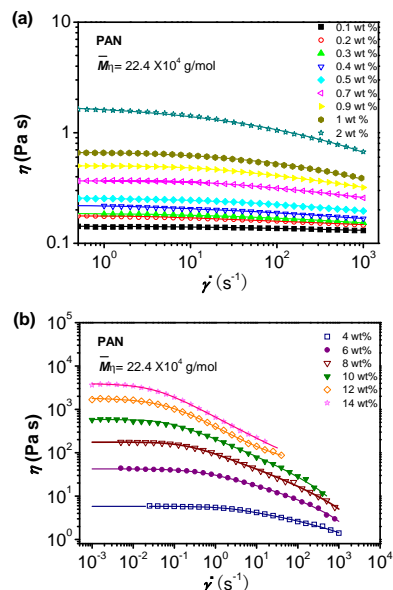 (a)
PAN
M̅η= 22.4 X10⁴ g/mol
0.1 wt %
0.2 wt %
0.3 wt %
0.4 wt %
0.5 wt %
0.7 wt %
0.9 wt %
1 wt %
2 wt %
10
1
0.1
η (Pa s)
10⁰ 10¹ 10² 10³
γ̇ (s⁻¹)
(b)
PAN
M̅η= 22.4 X10⁴ g/mol
4 wt%
6 wt%
8 wt%
10 wt%
12 wt%
14 wt%
10⁵
10⁴
10³
10²
10¹
10⁰
η (Pa s)
10⁻³ 10⁻² 10⁻¹ 10⁰ 10¹ 10² 10³ 10⁴
γ̇ (s⁻¹)